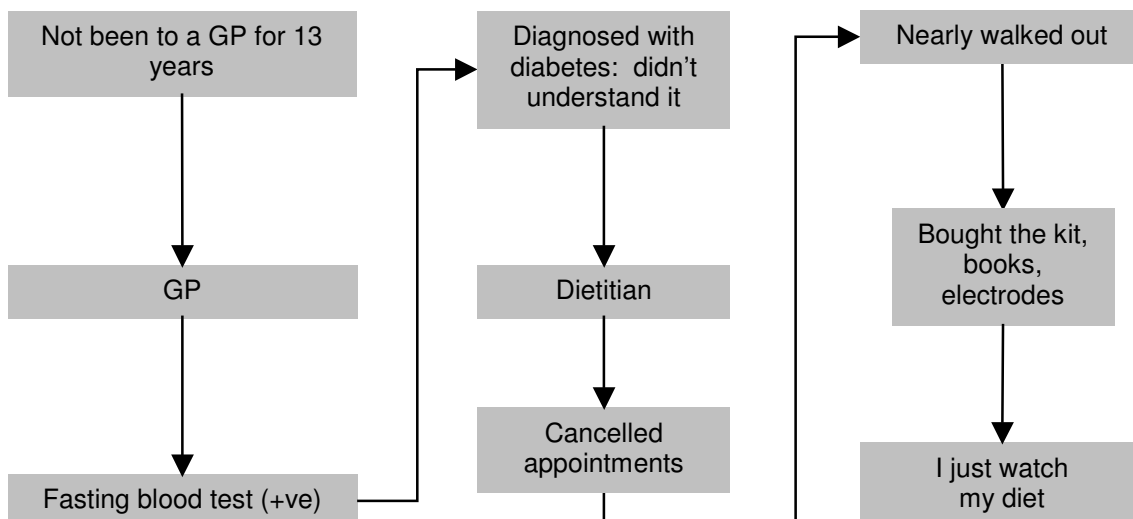 Not been to a GP for 13
years
GP
Fasting blood test (+ve)
Diagnosed with
diabetes:  didn't
understand it
Dietitian
Cancelled
appointments
Nearly walked out
Bought the kit,
books,
electrodes
I just watch
my diet